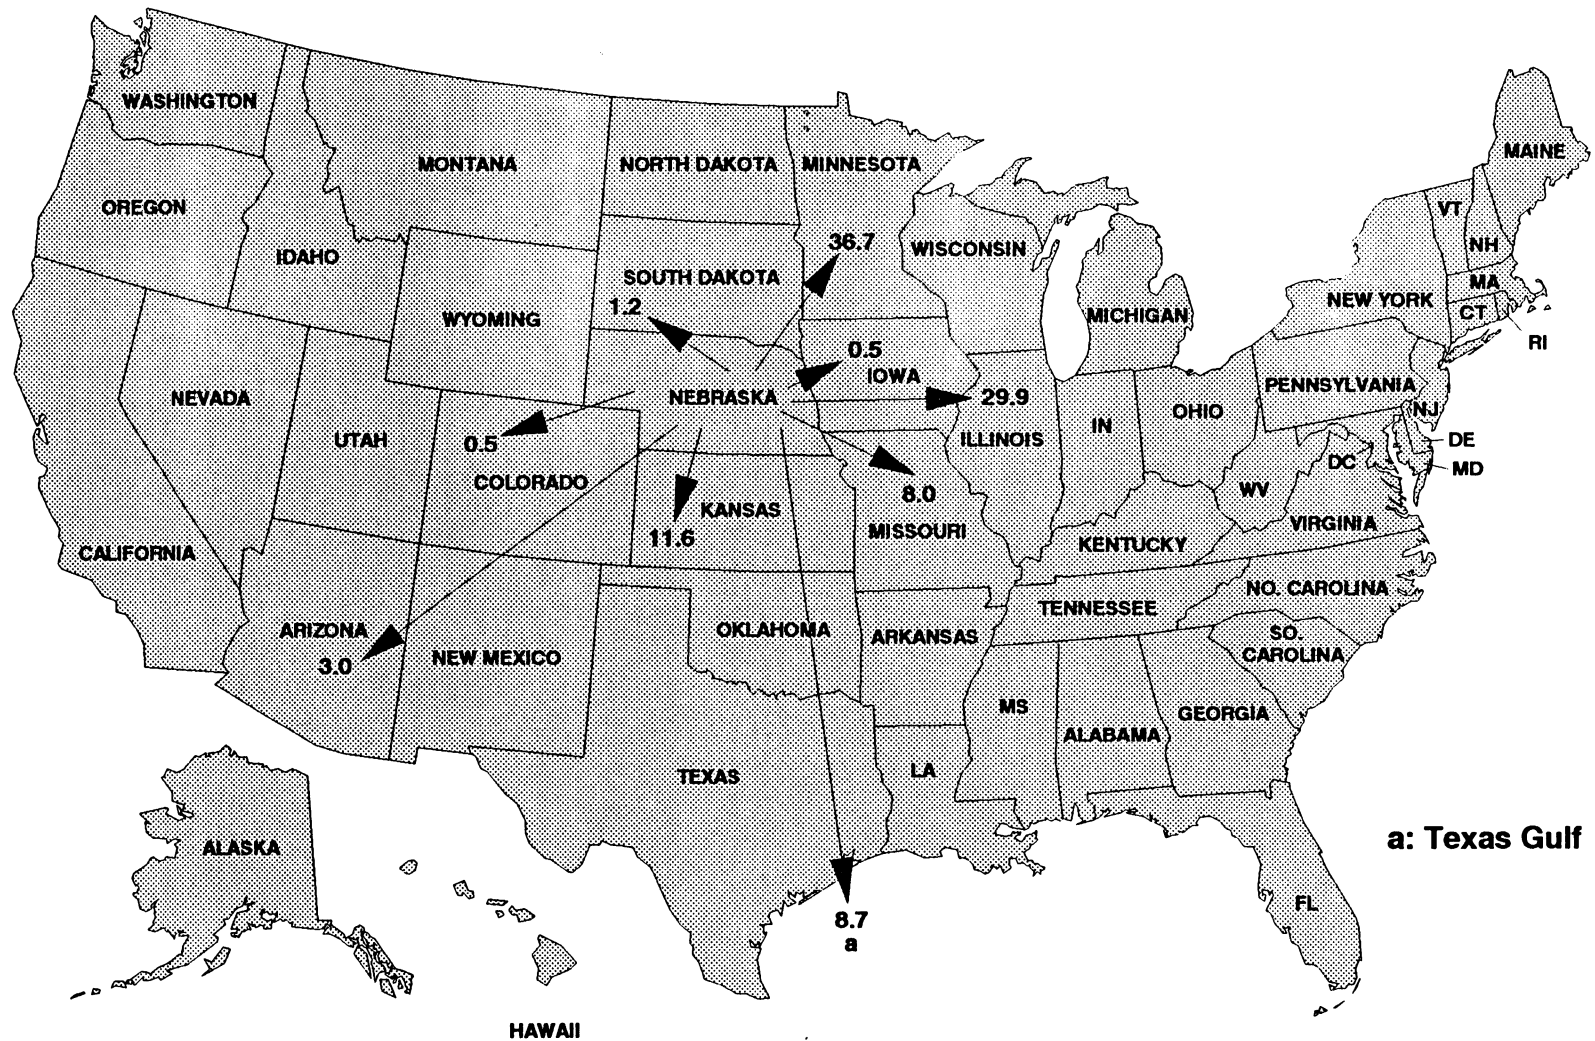 WASHINGTON
MONTANA
NORTH DAKOTA
MINNESOTA
MAINE
OREGON
VT
IDAHO
36.7
WISCONSIN
NH
SOUTH DAKOTA
MA
1.2
NEW YORK
WYOMING
MICHIGAN
CT
RI
0.5
IOWA
PENNSYLVANIA
NEVADA
NEBRASKA
29.9
OHIO
NJ
UTAH
0.5
ILLINOIS
IN
DE
DC
MD
COLORADO
8.0
WV
KANSAS
11.6
MISSOURI
VIRGINIA
CALIFORNIA
KENTUCKY
NO. CAROLINA
TENNESSEE
ARIZONA
OKLAHOMA
ARKANSAS
SO.
CAROLINA
3.0
NEW MEXICO
MS
GEORGIA
ALABAMA
TEXAS
LA
a: Texas Gulf
ALASKA
FL
8.7
a
HAWAII